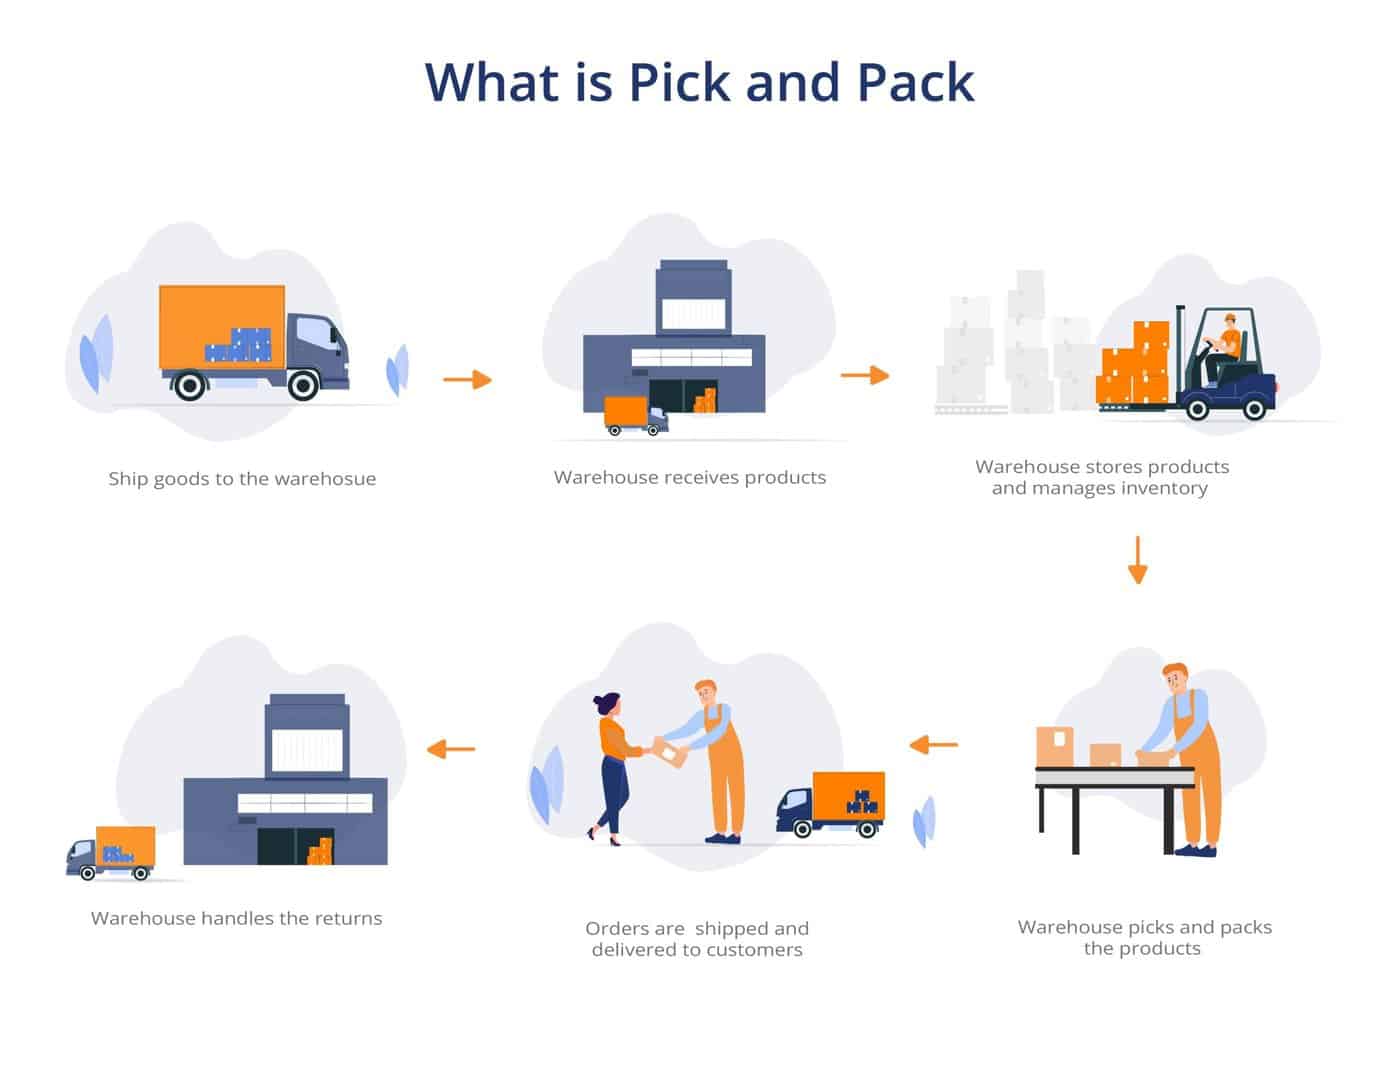 What is Pick and Pack
Ship goods to the warehosue
Warehouse receives products
Warehouse stores products
and manages inventory
Warehouse picks and packs
the products
Orders are  shipped and
delivered to customers
Warehouse handles the returns